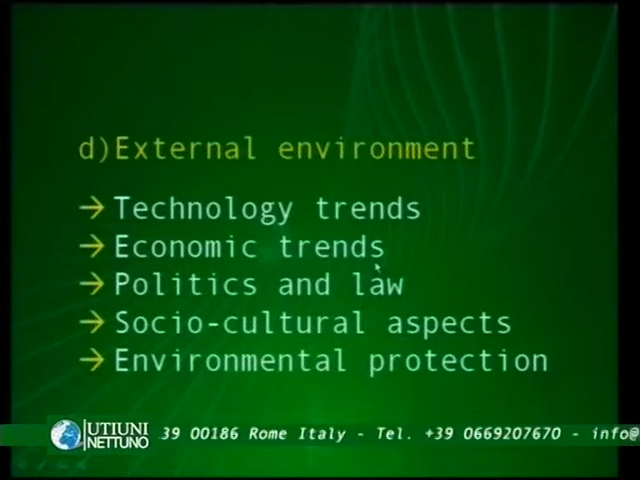 d)External environment
→ Technology trends
→ Economic trends
→ Politics and law
→ Socio-cultural aspects
→ Environmental protection
UTIUNI
NETTUNO
39 00186 Rome Italy - Tel. +39 0669207670 - info@